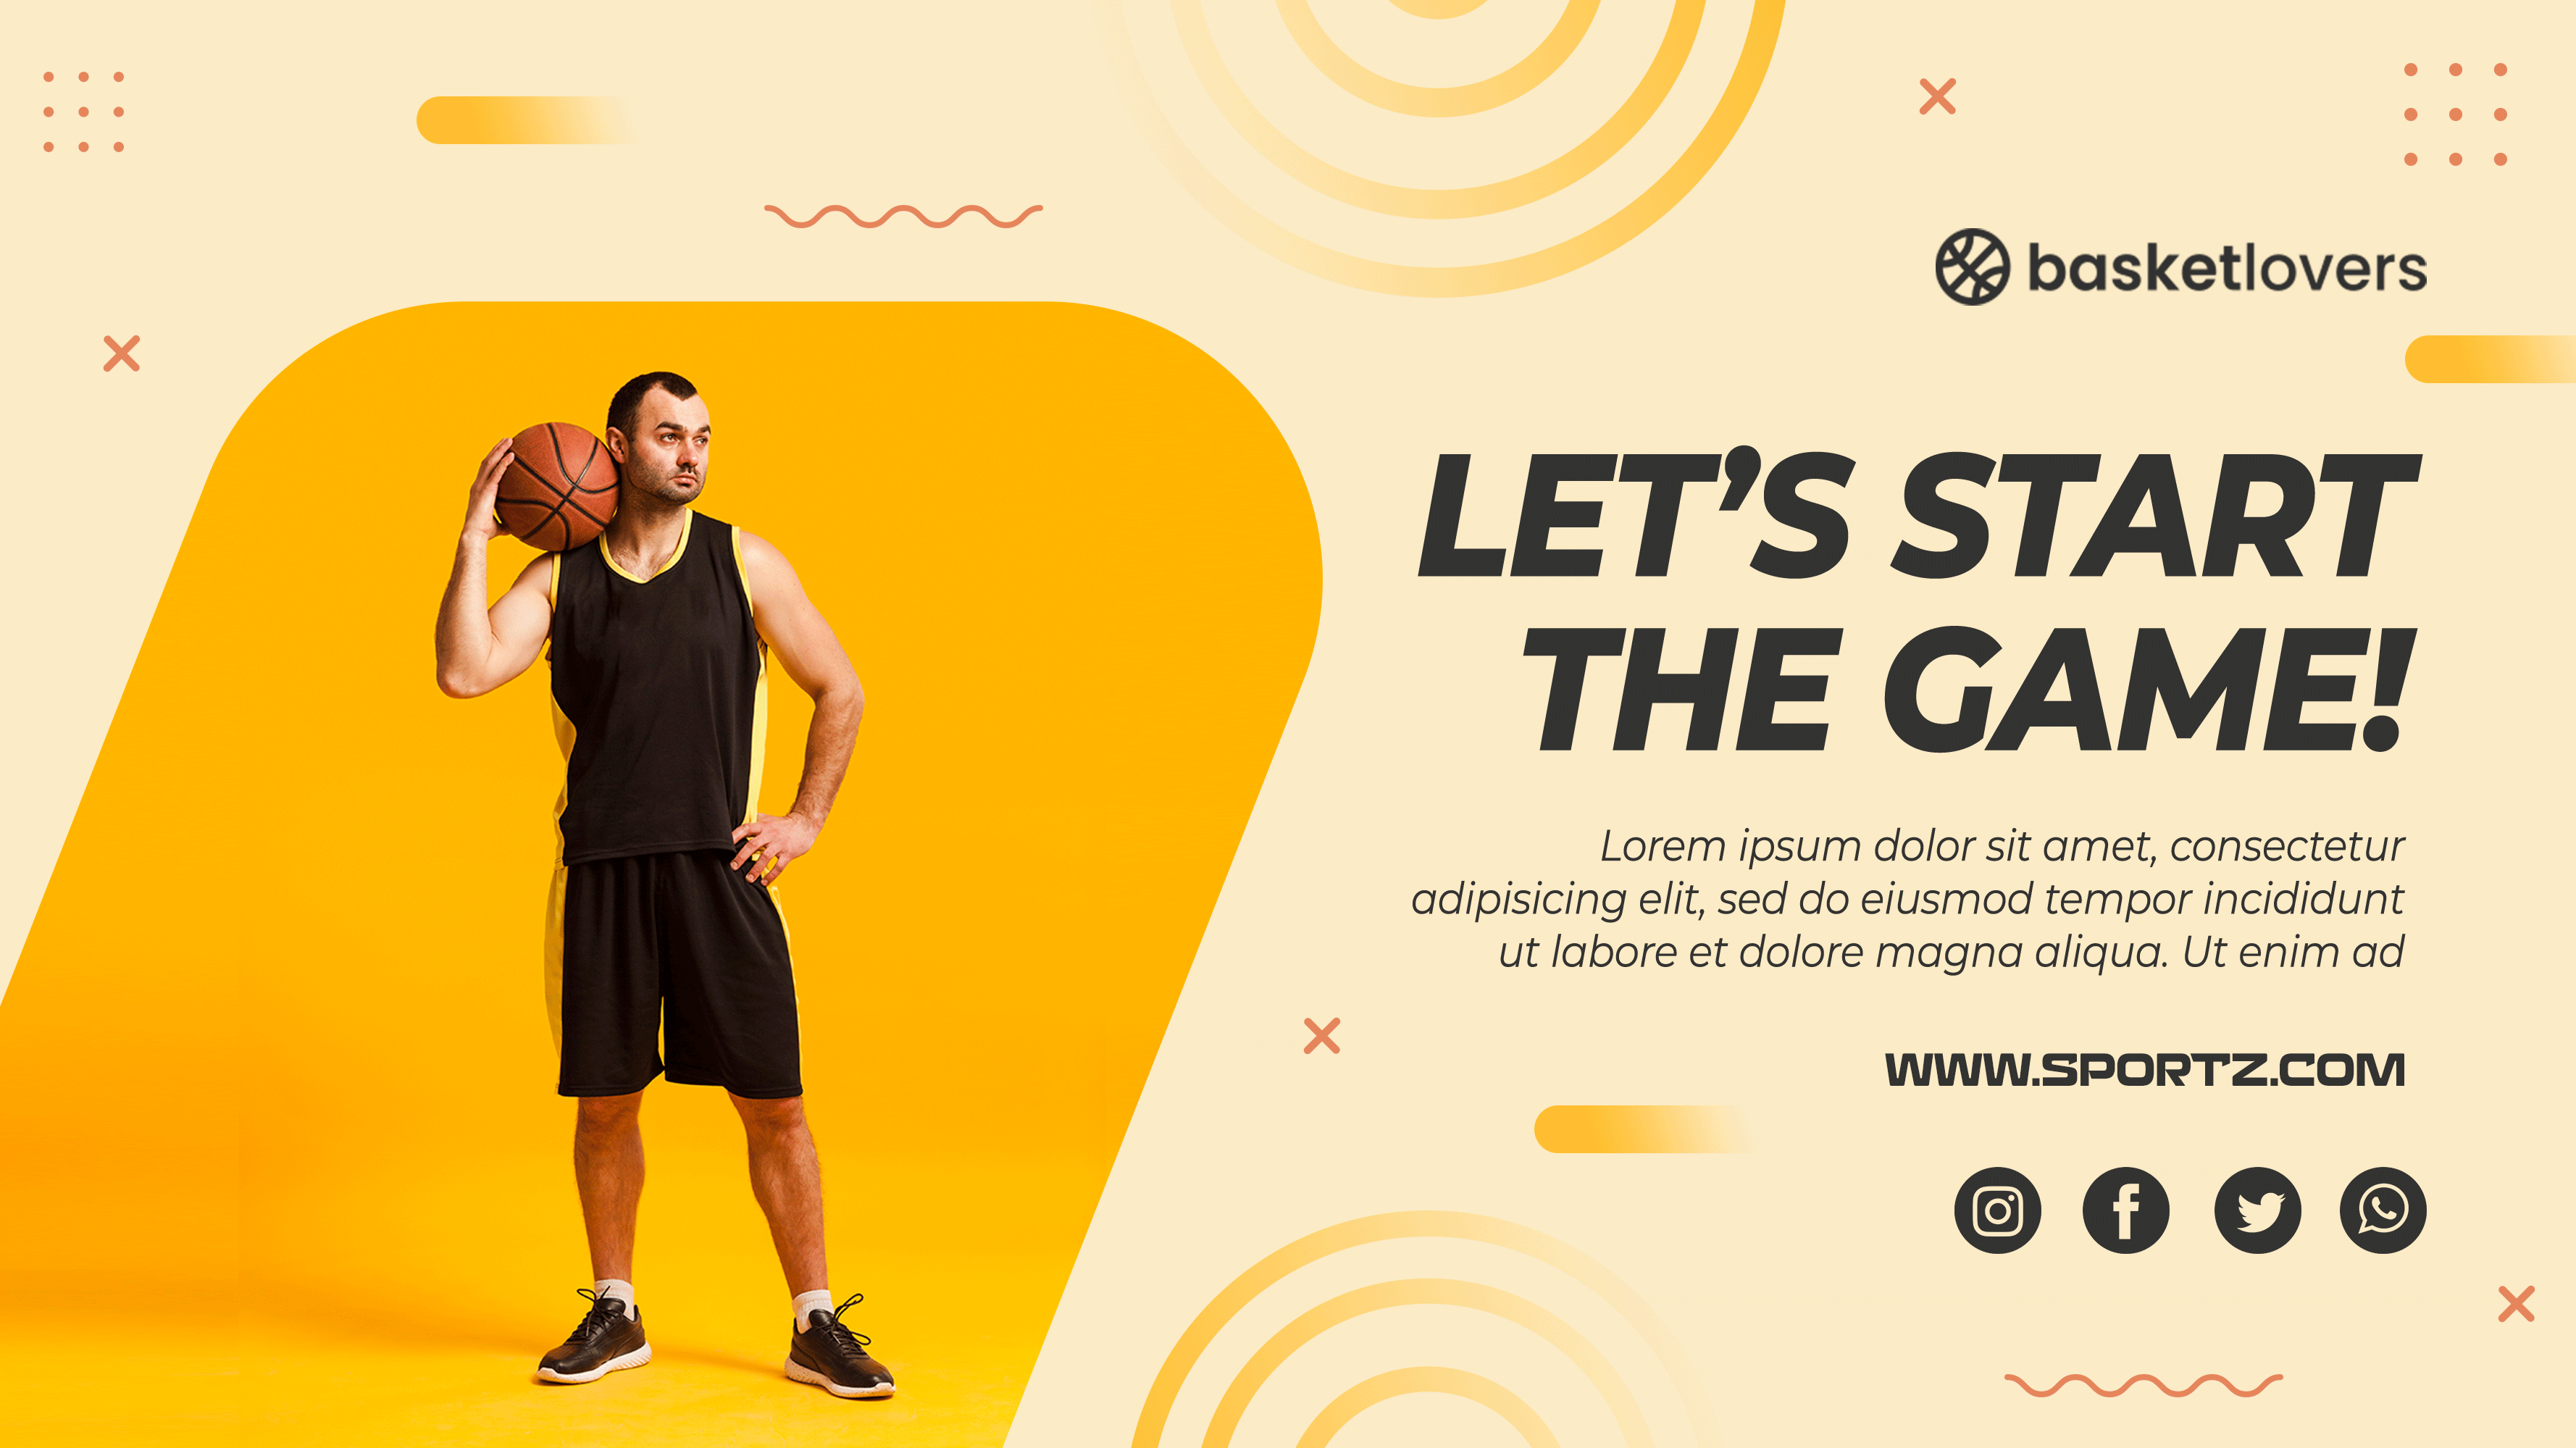 basketlovers
LET’S START
THE GAME!
Lorem ipsum dolor sit amet, consectetur
adipisicing elit, sed do eiusmod tempor incididunt
ut labore et dolore magna aliqua. Ut enim ad
WWW.SPORTZ.COM